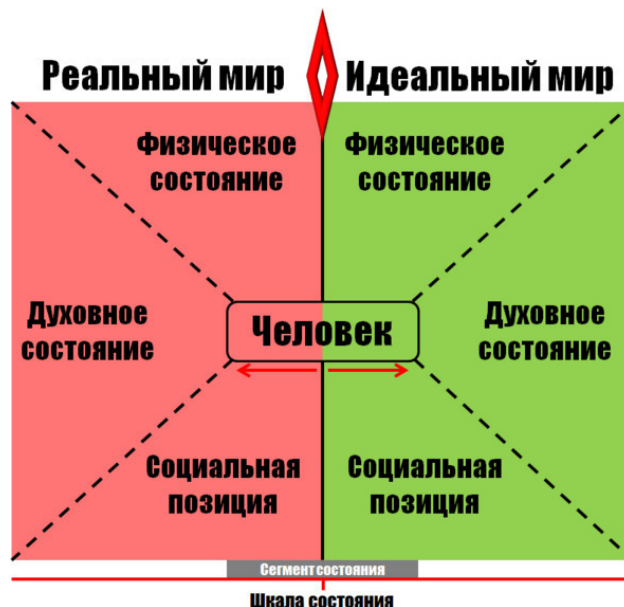 Реальный мир
Идеальный мир
Физическое
состояние
Физическое
состояние
Духовное
состояние
Человек
Духовное
состояние
Социальная
позиция
Социальная
позиция
Сегмент состояния
Шкала состояния